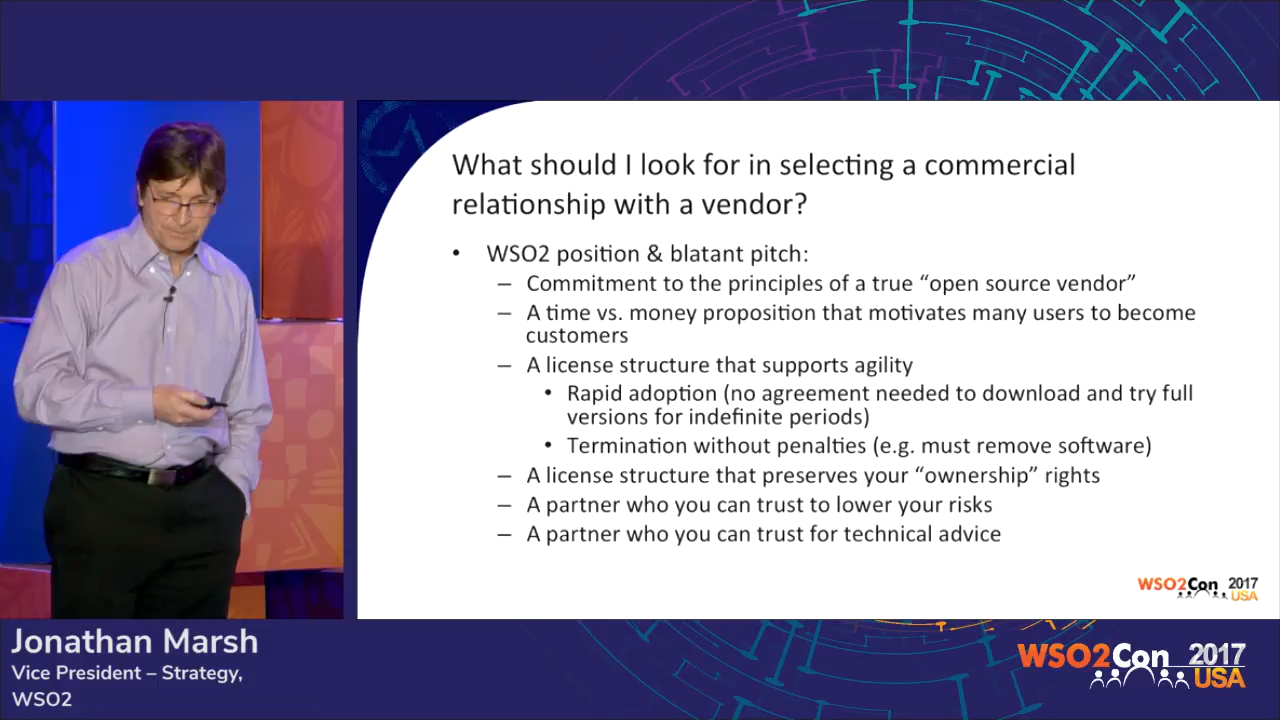 What should I look for in selecting a commercial
relationship with a vendor?
• WSO2 position & blatant pitch:
– Commitment to the principles of a true “open source vendor”
– A time vs. money proposition that motivates many users to become
customers
– A license structure that supports agility
• Rapid adoption (no agreement needed to download and try full
versions for indefinite periods)
• Termination without penalties (e.g. must remove software)
– A license structure that preserves your “ownership” rights
– A partner who you can trust to lower your risks
– A partner who you can trust for technical advice
WSO2Con 2017
USA
Jonathan Marsh
Vice President – Strategy,
WSO2
WSO2Con 2017
USA